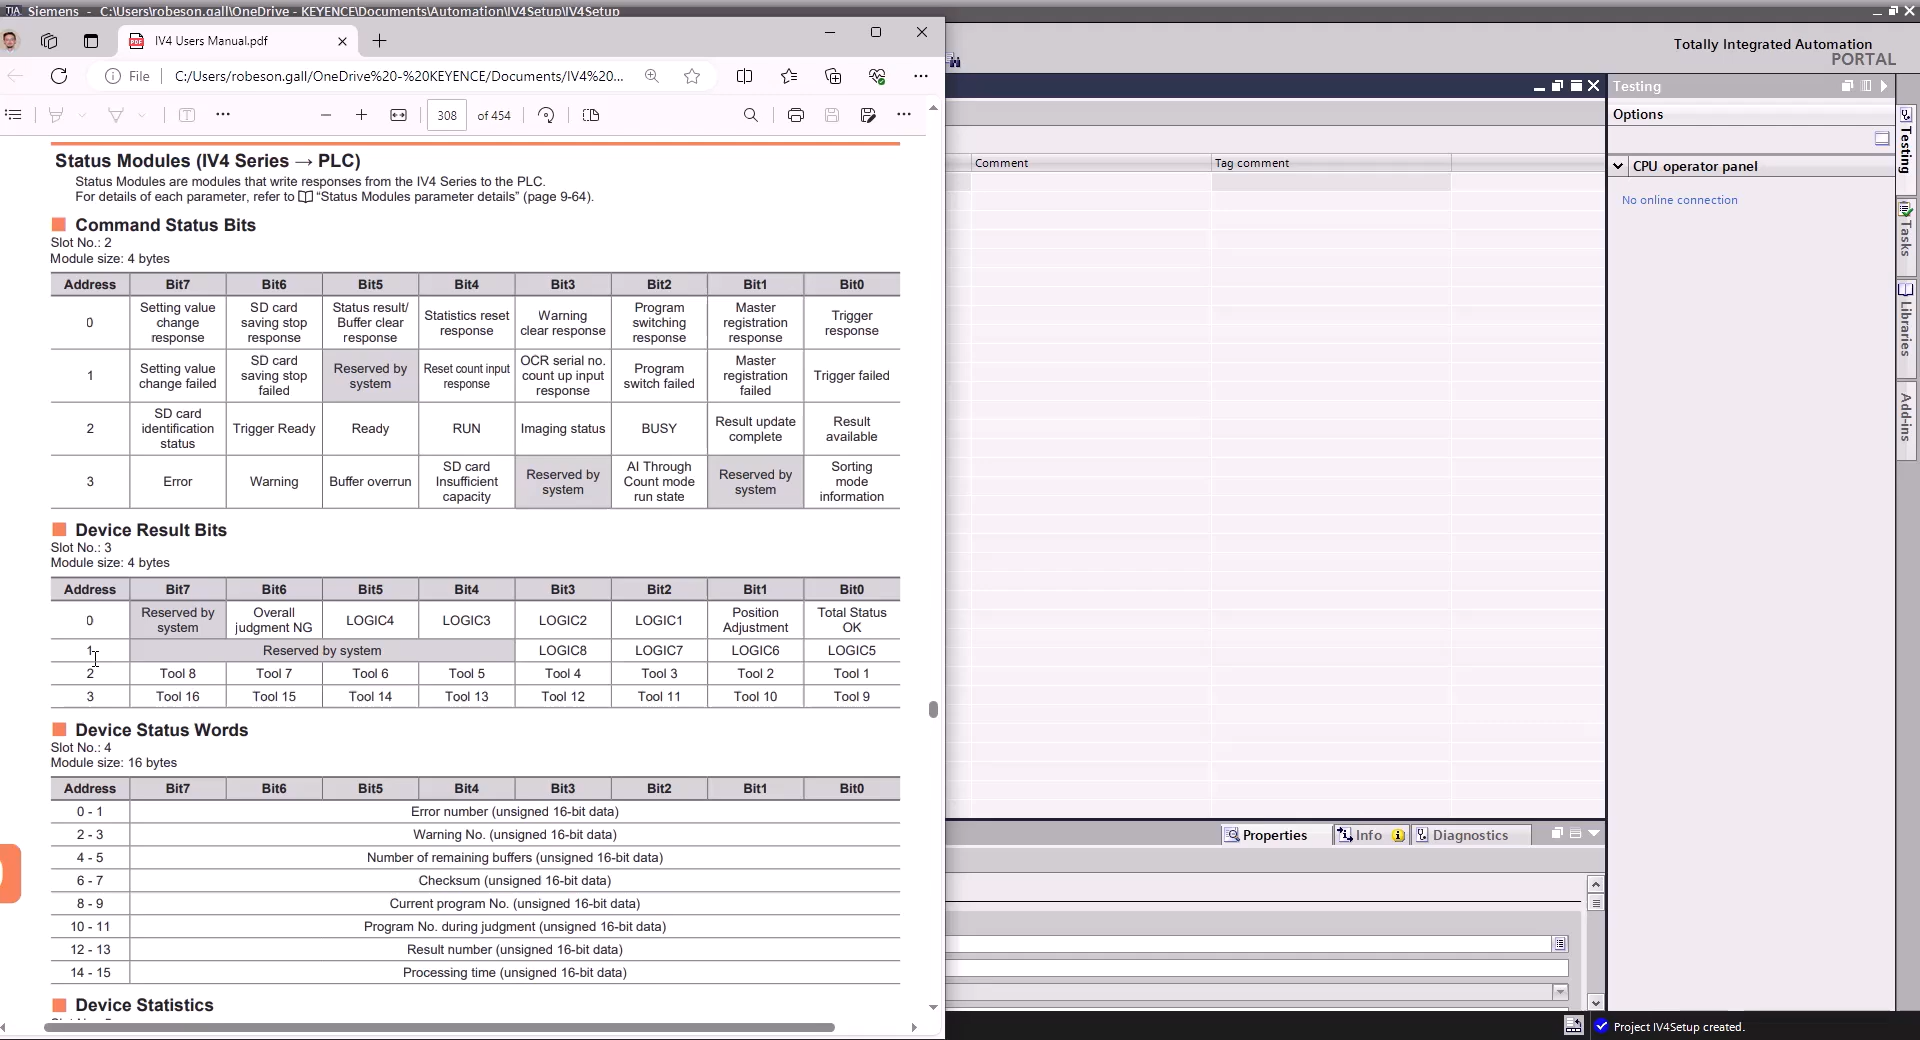 Siemens - C:\Users\robeson.gall\OneDrive - KEYENCE\Documents\Automation\IV4Setup\IV4Setup
IV4 Users Manual.pdf
File
C:/Users/robeson.gall/OneDrive%20-%20KEYENCE/Documents/IV4%20...
308 of 454
Status Modules (IV4 Series → PLC)
Status Modules are modules that write responses from the IV4 Series to the PLC.
For details of each parameter, refer to "Status Modules parameter details" (page 9-64).
Command Status Bits
Slot No.: 2
Module size: 4 bytes
Address Bit7 Bit6 Bit5 Bit4 Bit3 Bit2 Bit1 Bit0
0 Setting value change response SD card saving stop response Status result/ Buffer clear response Statistics reset response Warning clear response Program switching response Master registration response Trigger response
1 Setting value change failed SD card saving stop failed Reserved by system Reset count input response OCR serial no. count up input response Program switch failed Master registration failed Trigger failed
2 SD card identification status Trigger Ready Ready RUN Imaging status BUSY Result update complete Result available
3 Error Warning Buffer overrun SD card Insufficient capacity Reserved by system AI Through Count mode run state Reserved by system Sorting mode information
Device Result Bits
Slot No.: 3
Module size: 4 bytes
Address Bit7 Bit6 Bit5 Bit4 Bit3 Bit2 Bit1 Bit0
0 Reserved by system Overall judgment NG LOGIC4 LOGIC3 LOGIC2 LOGIC1 Position Adjustment Total Status OK
1 Reserved by system LOGIC8 LOGIC7 LOGIC6 LOGIC5
2 Tool 8 Tool 7 Tool 6 Tool 5 Tool 4 Tool 3 Tool 2 Tool 1
3 Tool 16 Tool 15 Tool 14 Tool 13 Tool 12 Tool 11 Tool 10 Tool 9
Device Status Words
Slot No.: 4
Module size: 16 bytes
Address Bit7 Bit6 Bit5 Bit4 Bit3 Bit2 Bit1 Bit0
0 - 1 Error number (unsigned 16-bit data)
2 - 3 Warning No. (unsigned 16-bit data)
4 - 5 Number of remaining buffers (unsigned 16-bit data)
6 - 7 Checksum (unsigned 16-bit data)
8 - 9 Current program No. (unsigned 16-bit data)
10 - 11 Program No. during judgment (unsigned 16-bit data)
12 - 13 Result number (unsigned 16-bit data)
14 - 15 Processing time (unsigned 16-bit data)
Device Statistics
Totally Integrated Automation
PORTAL
Comment Tag comment
Testing
Options
CPU operator panel
No online connection
Testing
Tasks
Libraries
Add-ins
Properties Info Diagnostics
Project IV4Setup created.